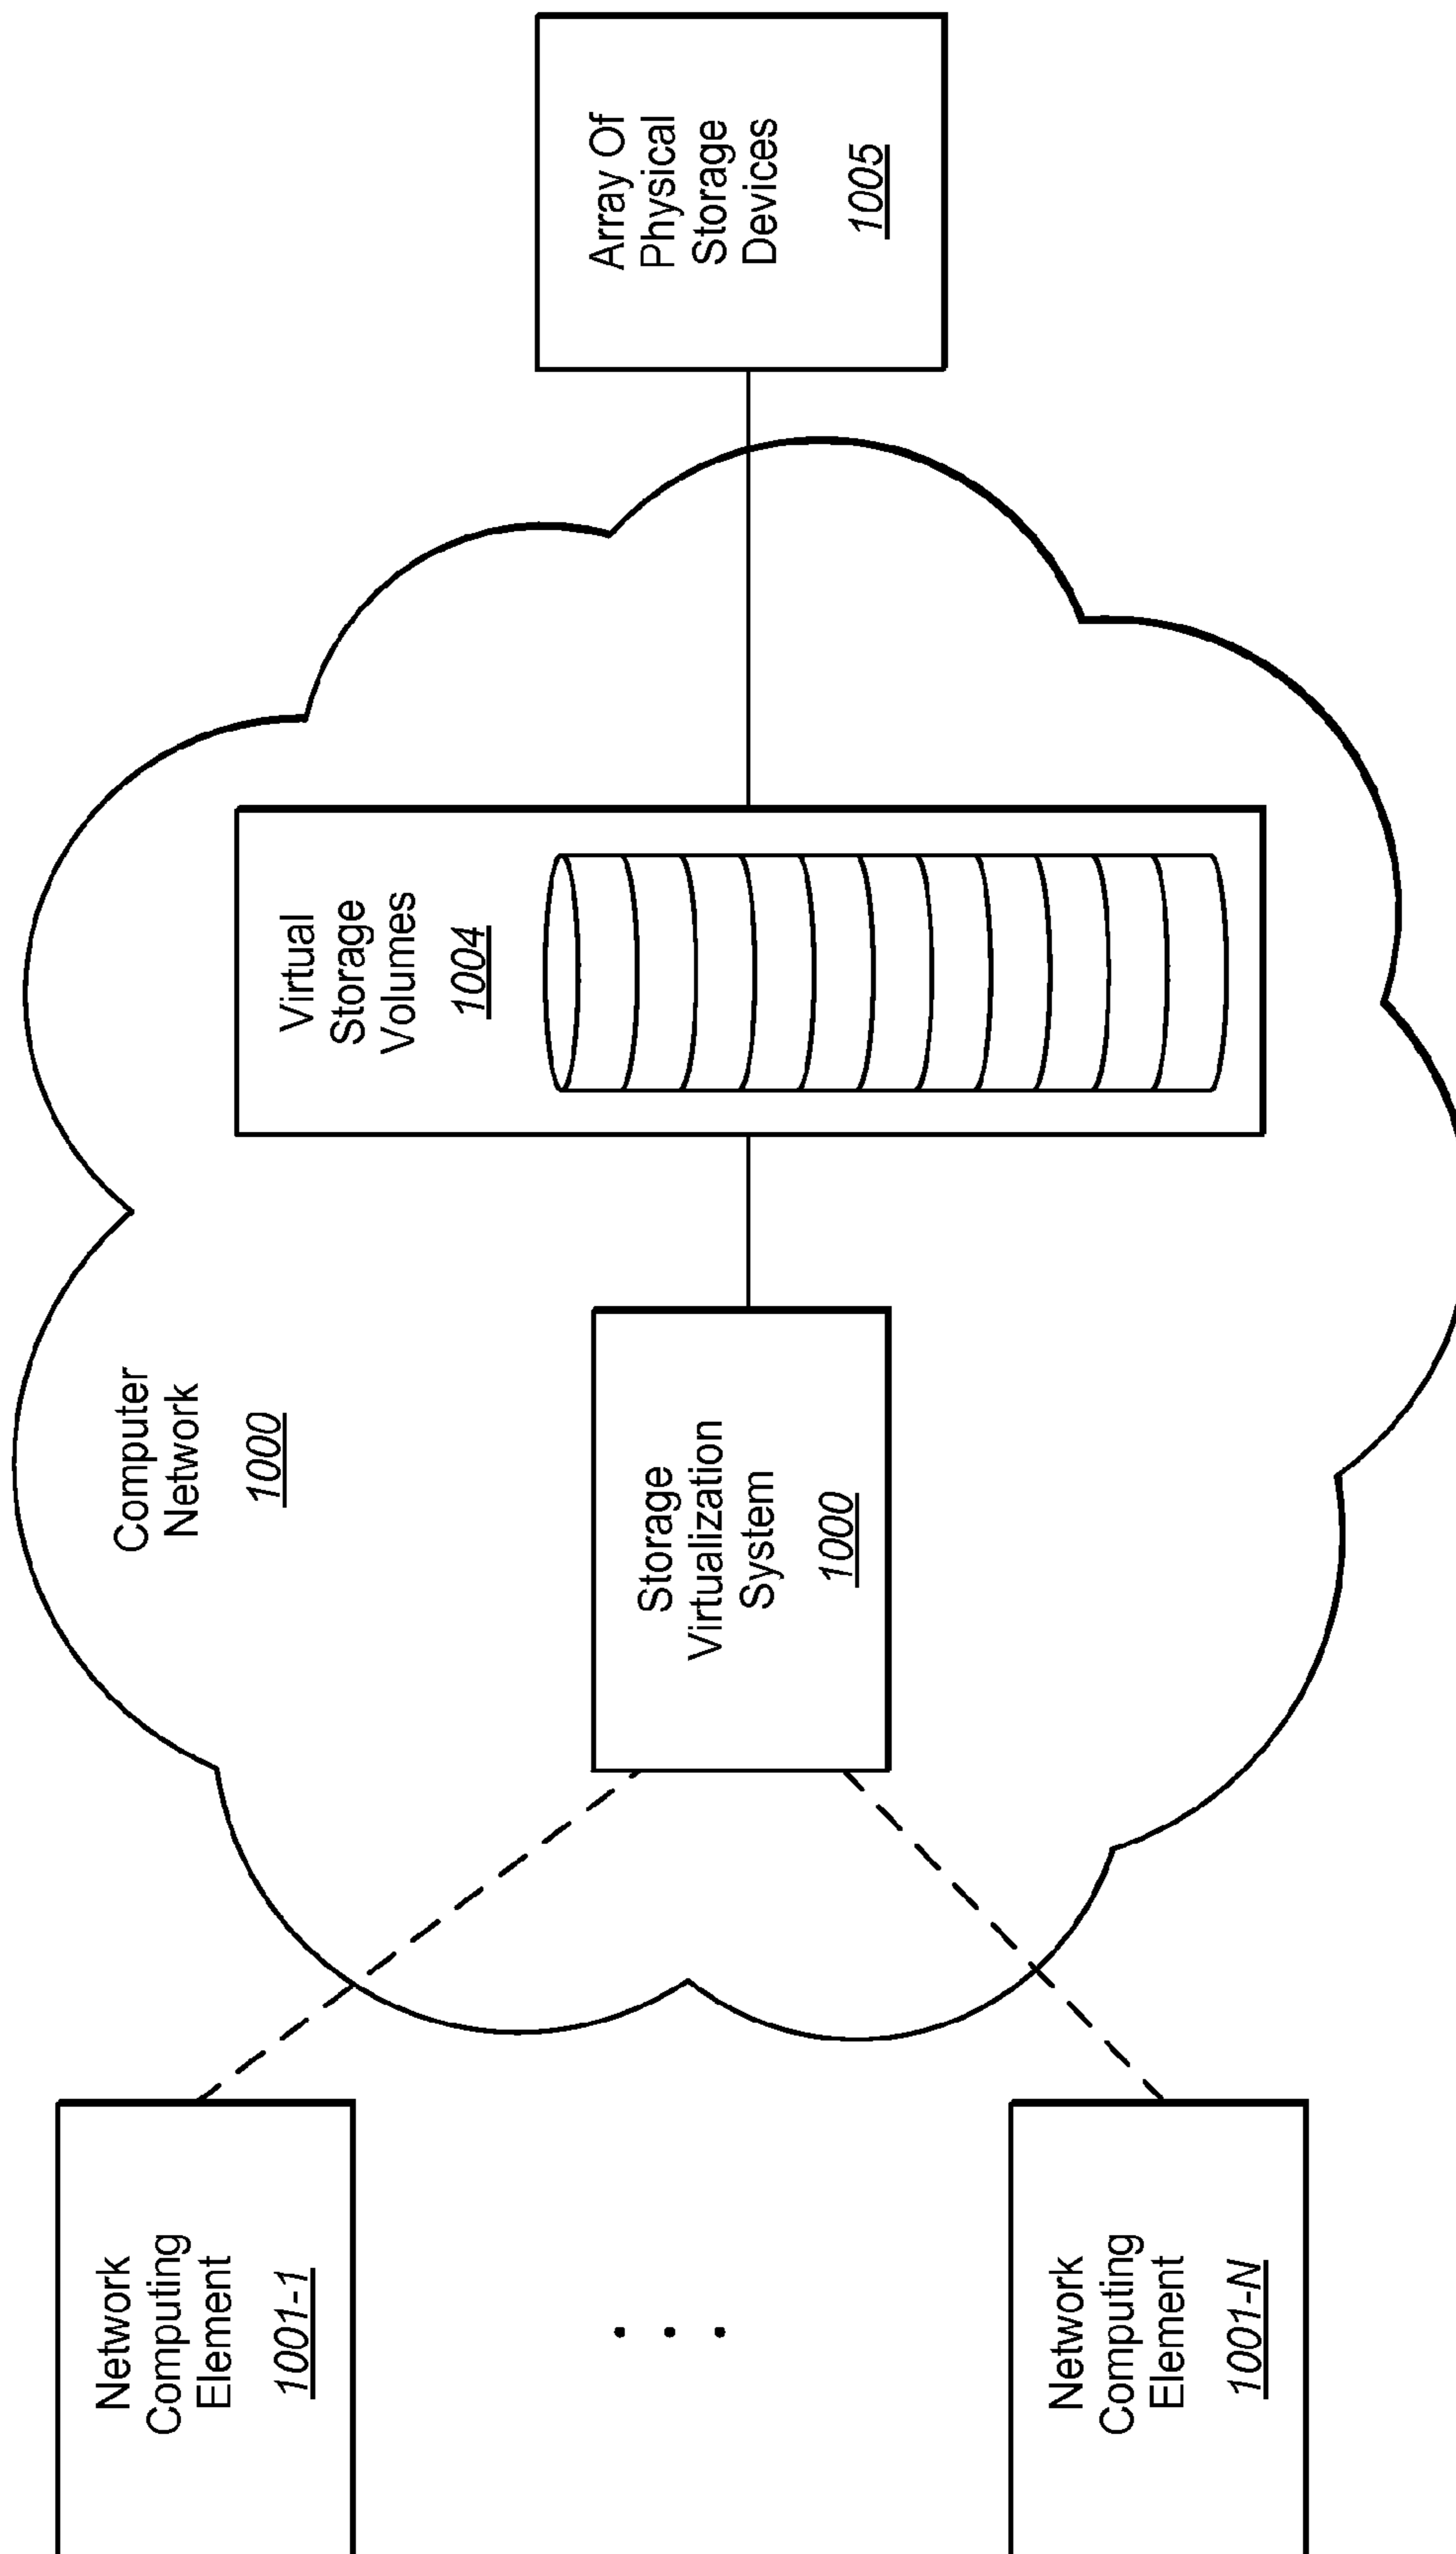 Network
Computing
Element
1001-1
Network
Computing
Element
1001-N
Computer
Network
1000
Storage
Virtualization
System
1000
Virtual
Storage
Volumes
1004
Array Of
Physical
Storage
Devices
1005